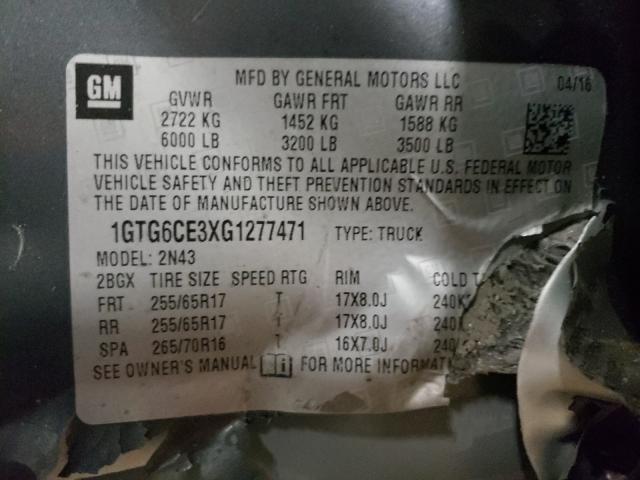 GM
MFD BY GENERAL MOTORS LLC 04/16
GVWR GAWR FRT GAWR RR
2722 KG 1452 KG 1588 KG
6000 LB 3200 LB 3500 LB
THIS VEHICLE CONFORMS TO ALL APPLICABLE U.S. FEDERAL MOTOR
VEHICLE SAFETY AND THEFT PREVENTION STANDARDS IN EFFECT ON
THE DATE OF MANUFACTURE SHOWN ABOVE.
1GTG6CE3XG1277471 TYPE: TRUCK
MODEL: 2N43
2BGX TIRE SIZE SPEED RTG RIM COLD
FRT 255/65R17 T 17X8.0J 240K
RR 255/65R17 T 17X8.0J 240
SPA 265/70R16 T 16X7.0J 240
SEE OWNER'S MANUAL i FOR MORE INFORMAT